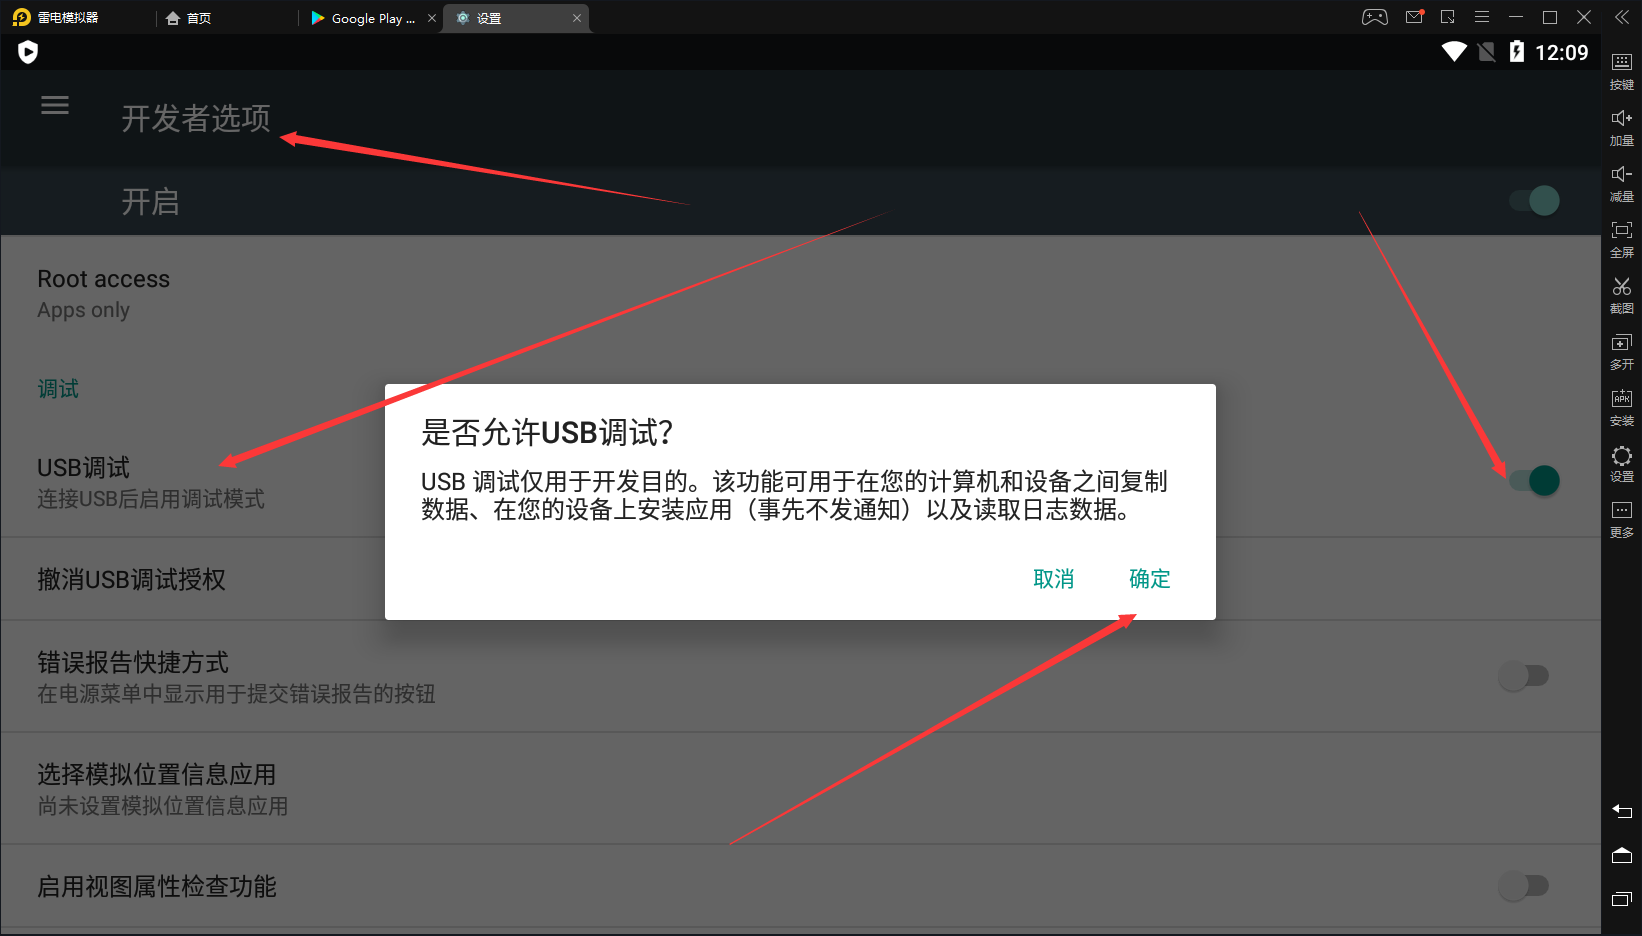 雷电模拟器
首页
Google Play ...
设置
12:09
开发者选项
开启
Root access
Apps only
调试
USB调试
连接USB后启用调试模式
撤消USB调试授权
错误报告快捷方式
在电源菜单中显示用于提交错误报告的按钮
选择模拟位置信息应用
尚未设置模拟位置信息应用
启用视图属性检查功能
是否允许USB调试?
USB 调试仅用于开发目的。该功能可用于在您的计算机和设备之间复制
数据、在您的设备上安装应用（事先不发通知）以及读取日志数据。
取消
确定
按键
加量
减量
全屏
截图
多开
APK
安装
设置
更多